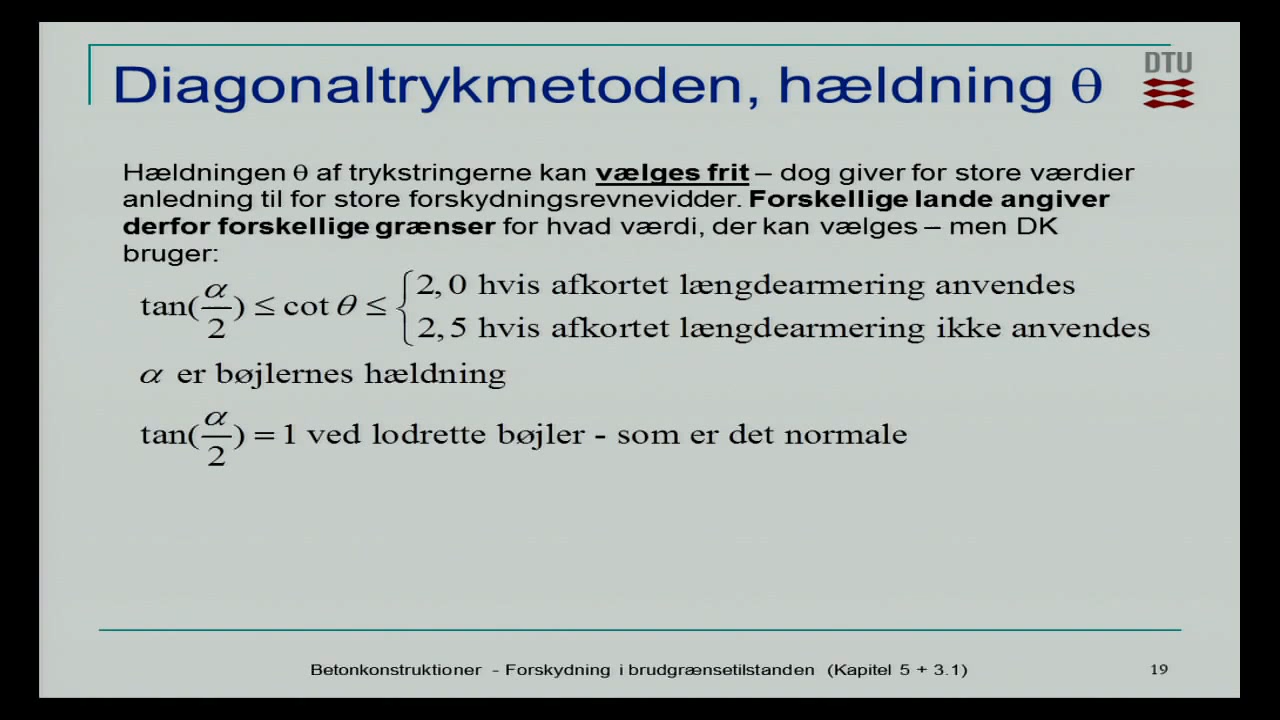 Diagonaltrykmetoden, hældning θ
DTU
Hældningen θ af trykstringerne kan vælges frit – dog giver for store værdier
anledning til for store forskydningsrevnevidder. Forskellige lande angiver
derfor forskellige grænser for hvad værdi, der kan vælges – men DK
bruger:
tan(α/2) ≤ cot θ ≤ { 2,0 hvis afkortet længdearmering anvendes
2,5 hvis afkortet længdearmering ikke anvendes
α er bøjlernes hældning
tan(α/2) = 1 ved lodrette bøjler - som er det normale
Betonkonstruktioner - Forskydning i brudgrænsetilstanden (Kapitel 5 + 3.1)
19